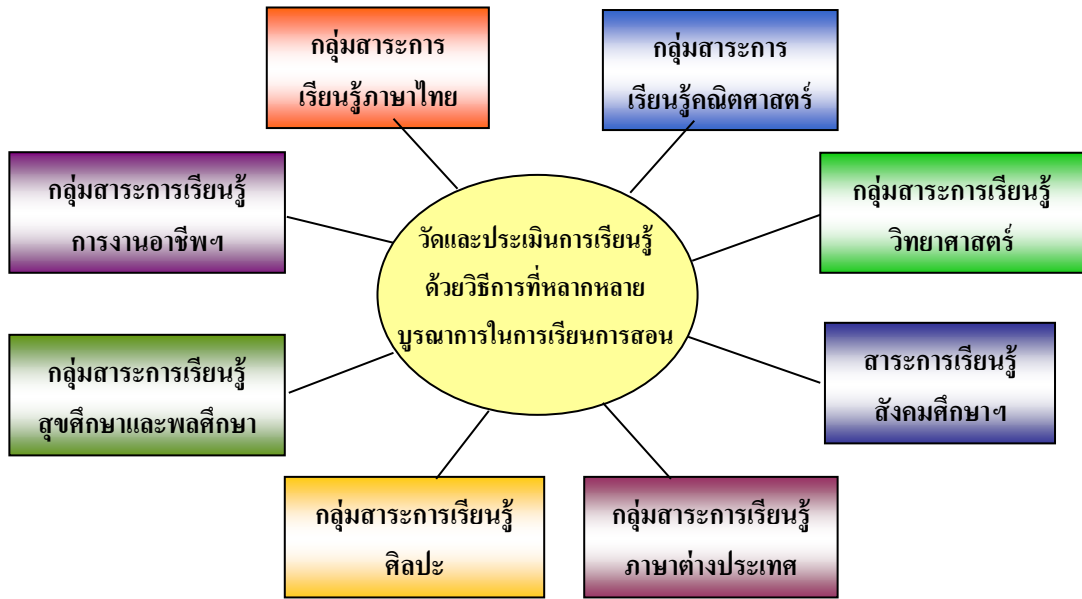 กลุ่มสาระการ
เรียนรู้ภาษาไทย
กลุ่มสาระการ
เรียนรู้คณิตศาสตร์
กลุ่มสาระการเรียนรู้
การงานอาชีพฯ
กลุ่มสาระการเรียนรู้
วิทยาศาสตร์
วัดและประเมินการเรียนรู้
ด้วยวิธีการที่หลากหลาย
บูรณาการในการเรียนการสอน
กลุ่มสาระการเรียนรู้
สุขศึกษาและพลศึกษา
สาระการเรียนรู้
สังคมศึกษาฯ
กลุ่มสาระการเรียนรู้
ศิลปะ
กลุ่มสาระการเรียนรู้
ภาษาต่างประเทศ